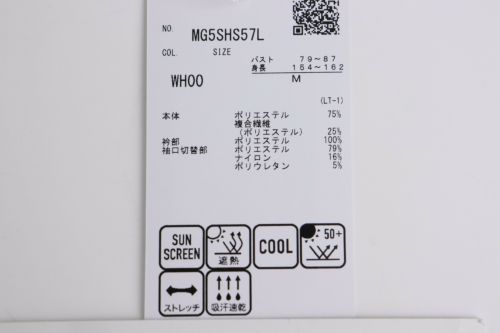 NO. MG5SHS57L
COL. SIZE
バスト 79～87
身長 154～162
WH00 M
(LT-1)
本体 ポリエステル 75%
複合繊維
(ポリエステル) 25%
衿部 ポリエステル 100%
袖口切替部 ポリエステル 79%
ナイロン 16%
ポリウレタン 5%
SUN SCREEN 遮熱 COOL 50+
ストレッチ 吸汗速乾